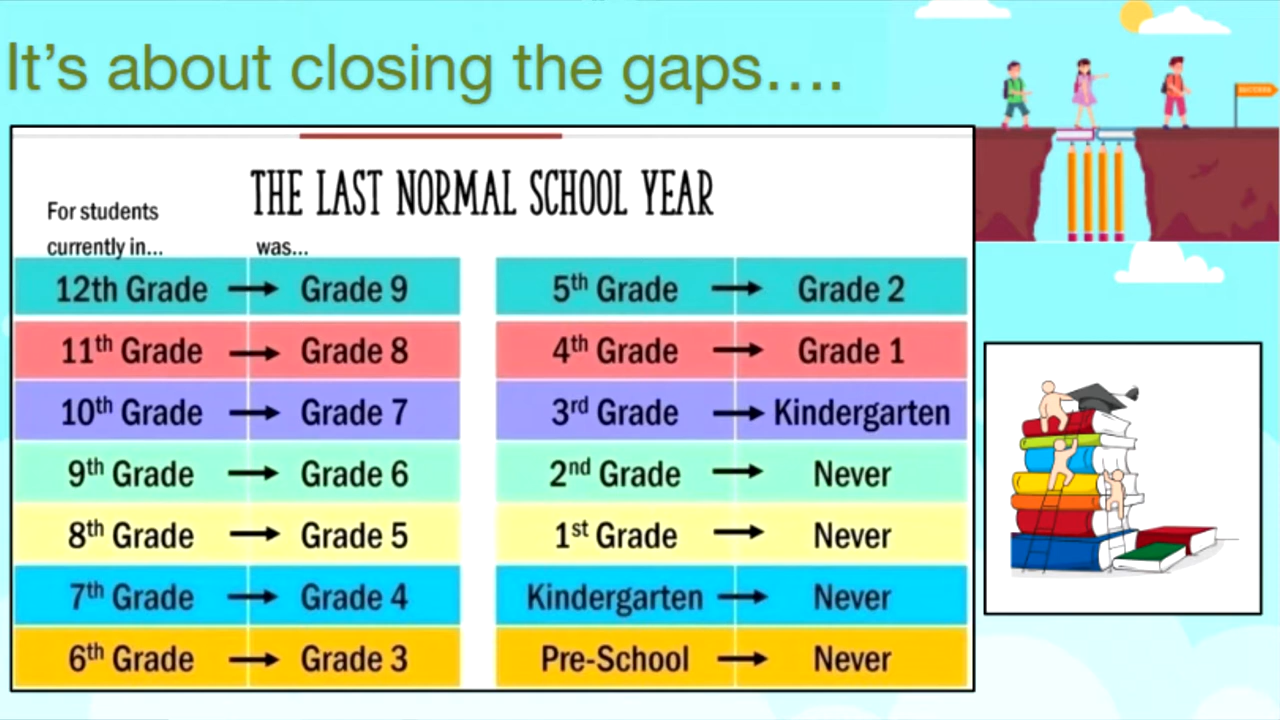 It's about closing the gaps....
THE LAST NORMAL SCHOOL YEAR
For students
currently in... was...
12th Grade → Grade 9
11th Grade → Grade 8
10th Grade → Grade 7
9th Grade → Grade 6
8th Grade → Grade 5
7th Grade → Grade 4
6th Grade → Grade 3
5th Grade → Grade 2
4th Grade → Grade 1
3rd Grade → Kindergarten
2nd Grade → Never
1st Grade → Never
Kindergarten → Never
Pre-School → Never